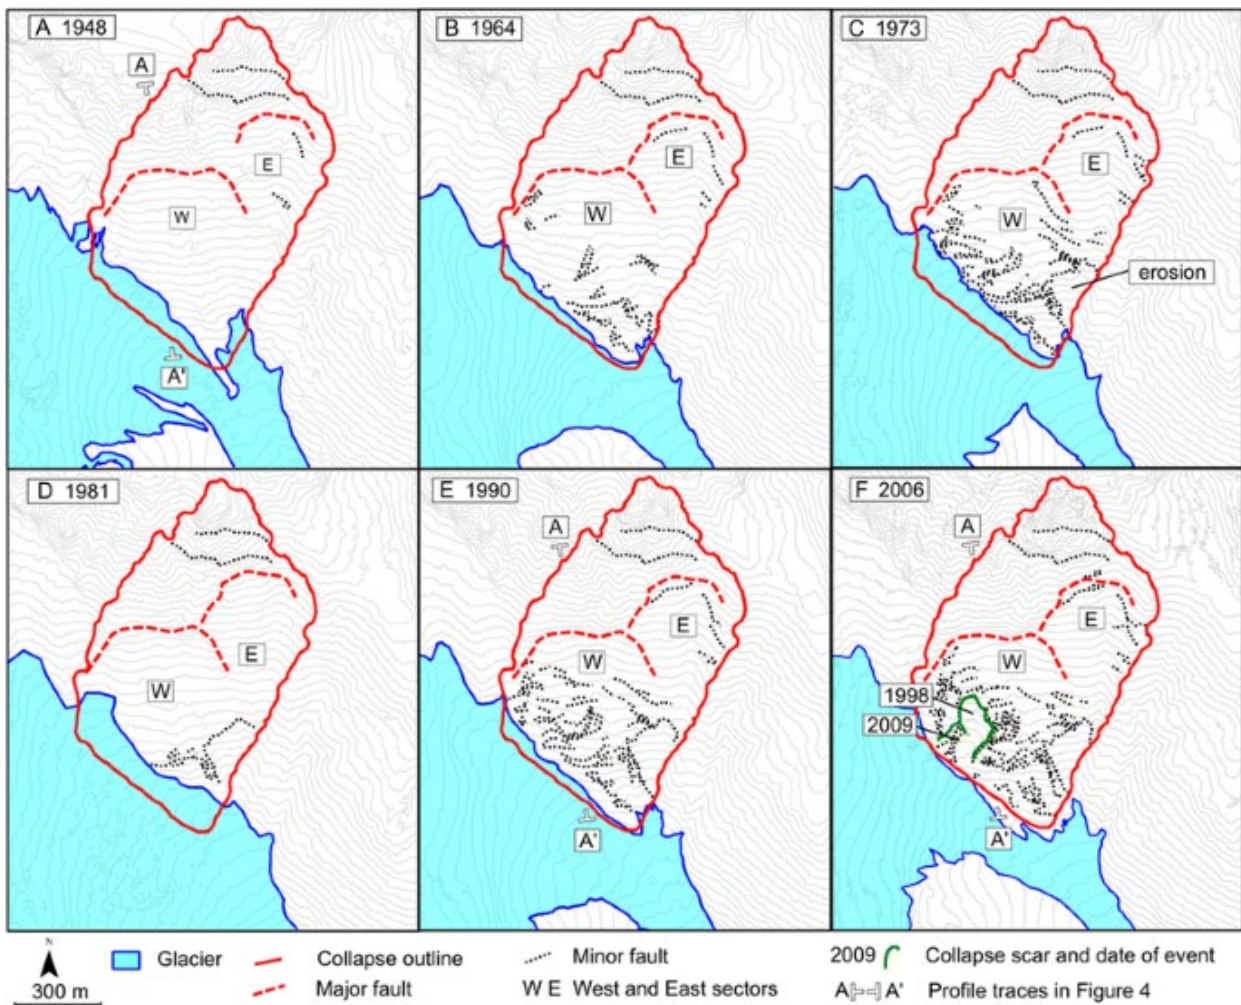 A 1948
A
E
W
A'
B 1964
E
W
C 1973
E
W
erosion
D 1981
E
W
E 1990
A
E
W
A'
F 2006
A
E
W
1998
2009
A'
N
300 m
Glacier
Collapse outline
Major fault
Minor fault
W E West and East sectors
2009 Collapse scar and date of event
A A' Profile traces in Figure 4